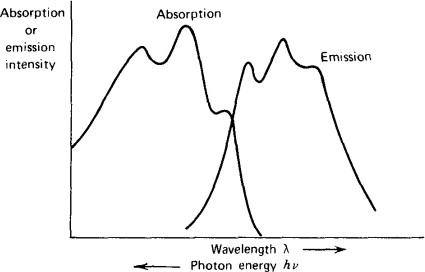 Absorption
or
emission
intensity
Absorption
Emission
Wavelength λ ⟶
⟵ Photon energy hν